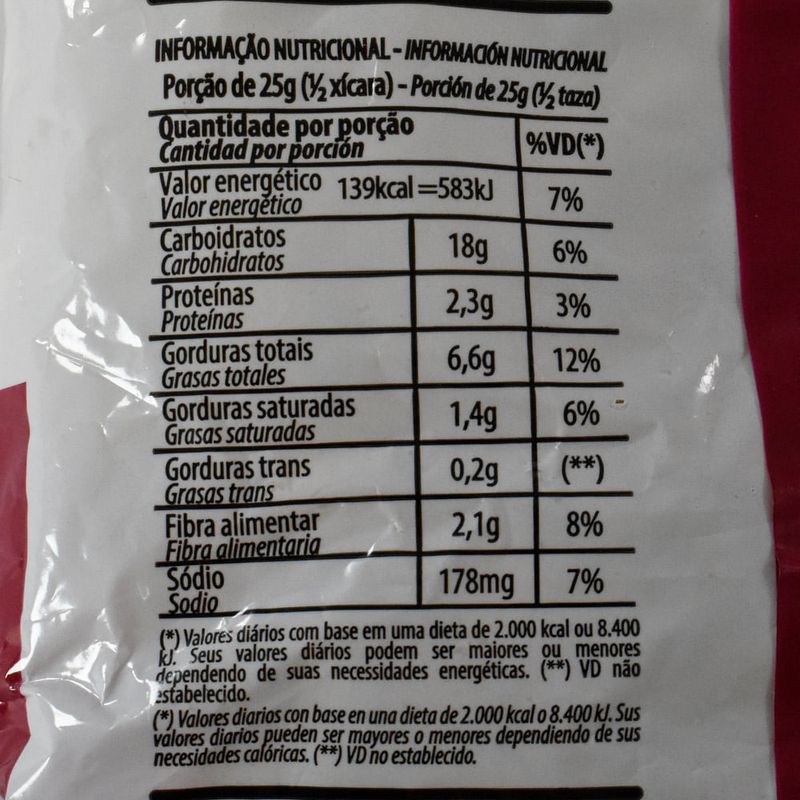 INFORMAÇÃO NUTRICIONAL - INFORMACIÓN NUTRICIONAL
Porção de 25g (½ xícara) - Porción de 25g (½ taza)
Quantidade por porção
Cantidad por porción
%VD(*)
Valor energético 139kcal=583kJ 7%
Valor energético
Carboidratos 18g 6%
Carbohidratos
Proteínas 2,3g 3%
Proteínas
Gorduras totais 6,6g 12%
Grasas totales
Gorduras saturadas 1,4g 6%
Grasas saturadas
Gorduras trans 0,2g (**)
Grasas trans
Fibra alimentar 2,1g 8%
Fibra alimentaria
Sódio 178mg 7%
Sodio
(*) Valores diários com base em uma dieta de 2.000 kcal ou 8.400
kJ. Seus valores diários podem ser maiores ou menores
dependendo de suas necessidades energéticas. (**) VD não
estabelecido.
(*) Valores diarios con base en una dieta de 2.000 kcal o 8.400 kJ. Sus
valores diarios pueden ser mayores o menores dependiendo de sus
necesidades calóricas. (**) VD no establecido.